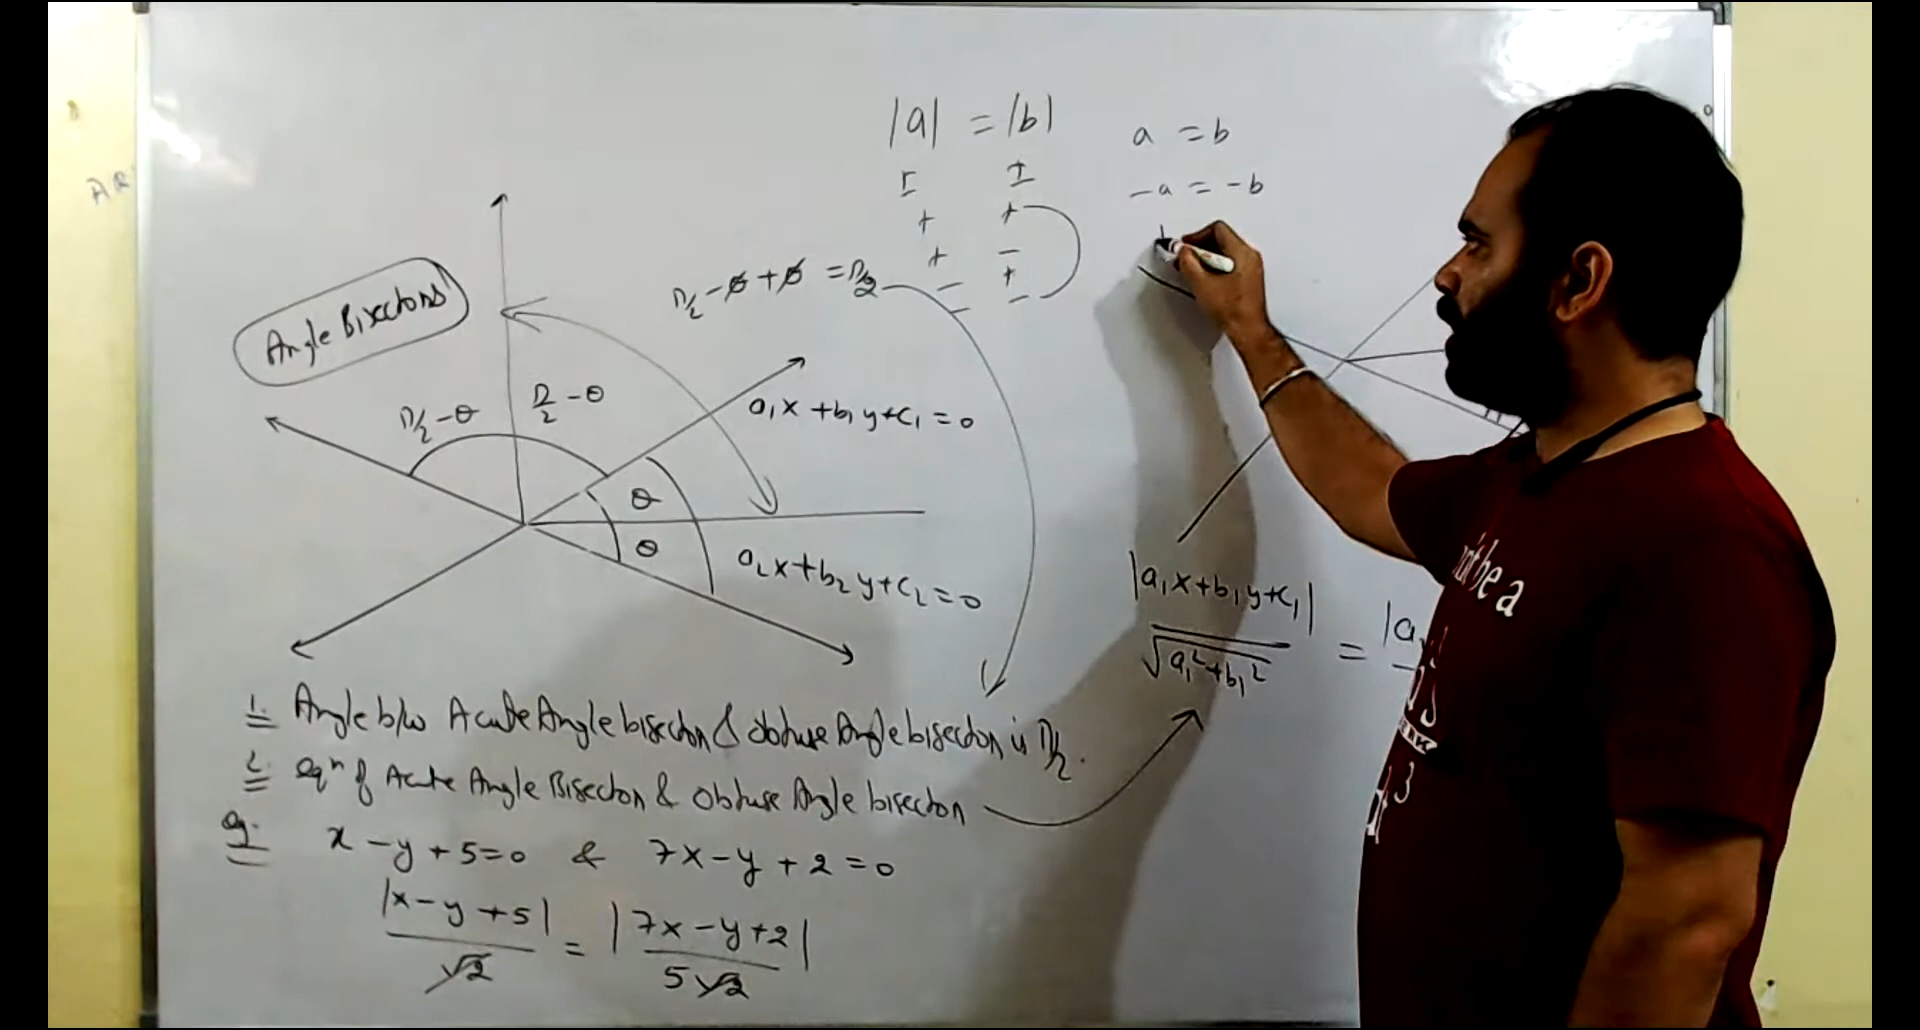 |a| = |b|
a = b
-a = -b
± ±
+ +
+ -
- +
- -
π/2 - θ + θ = π/2
Angle Bisectors
π/2 - θ
π/2 - θ
a₁x + b₁y + c₁ = 0
θ
θ
a₂x + b₂y + c₂ = 0
|a₁x + b₁y + c₁| / √(a₁² + b₁²) = |a
1. Angle b/w Acute Angle bisector & obtuse Angle bisector is π/2.
2. eqⁿ of Acute Angle Bisector & Obtuse Angle bisector
eg. x - y + 5 = 0 & 7x - y + 2 = 0
|x - y + 5| / √2 = |7x - y + 2| / 5√2
be a